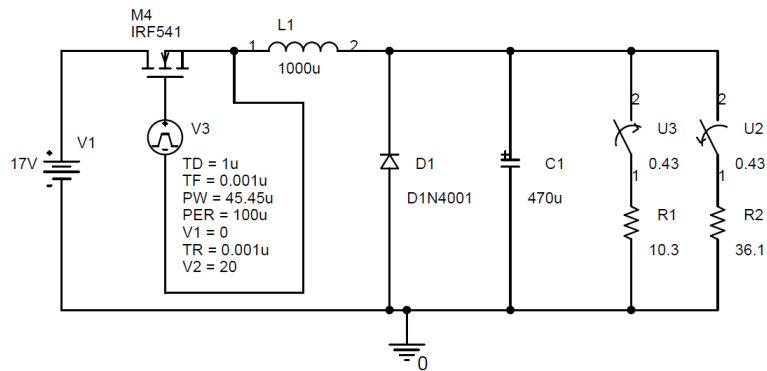 M4
IRF541
L1
1 2
1000u
V3
V1
17V
TD = 1u
TF = 0.001u
PW = 45.45u
PER = 100u
V1 = 0
TR = 0.001u
V2 = 20
D1
D1N4001
C1
470u
2
U3
0.43
1
R1
10.3
2
U2
0.43
1
R2
36.1
0